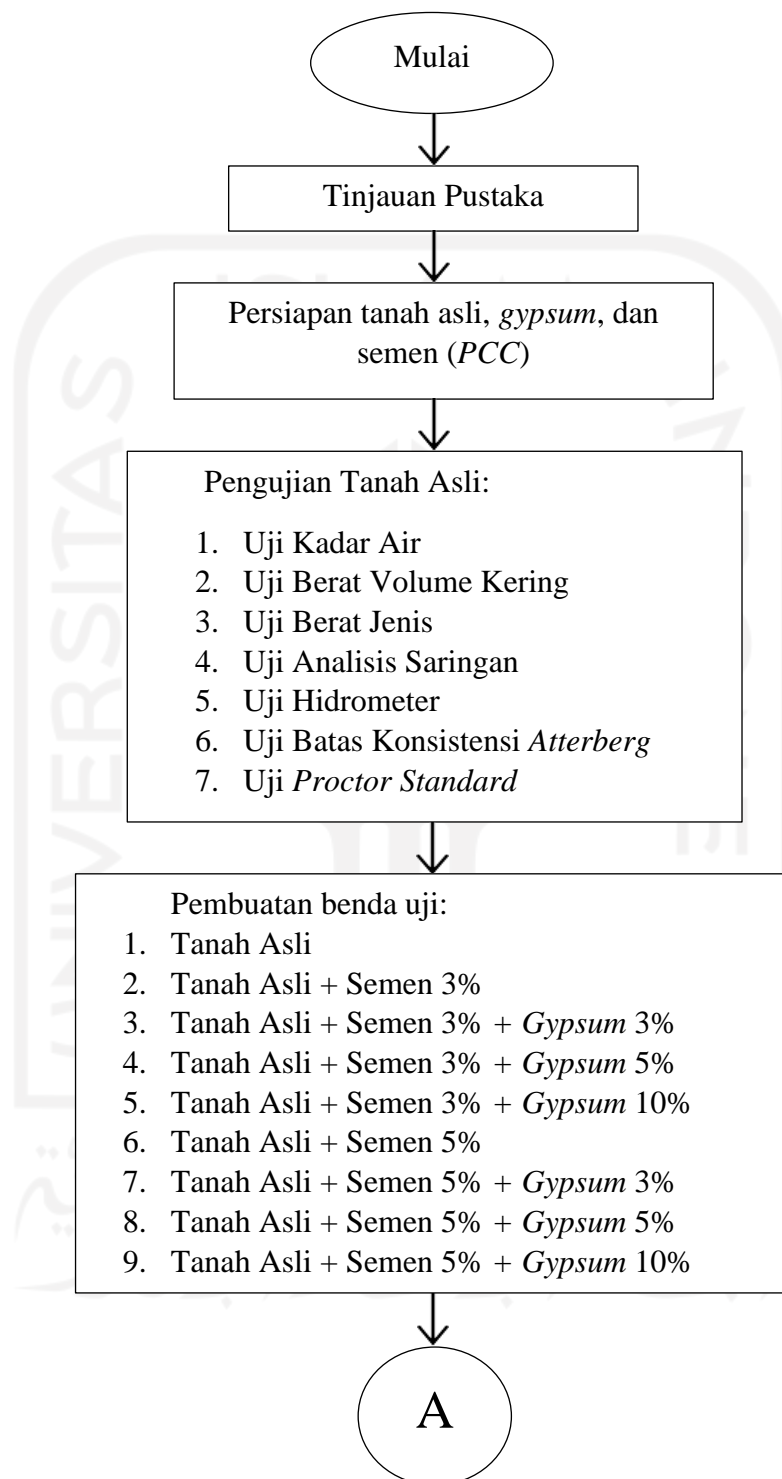 Mulai
Tinjauan Pustaka
Persiapan tanah asli, gypsum, dan
semen (PCC)
Pengujian Tanah Asli:
1. Uji Kadar Air
2. Uji Berat Volume Kering
3. Uji Berat Jenis
4. Uji Analisis Saringan
5. Uji Hidrometer
6. Uji Batas Konsistensi Atterberg
7. Uji Proctor Standard
Pembuatan benda uji:
1. Tanah Asli
2. Tanah Asli + Semen 3%
3. Tanah Asli + Semen 3% + Gypsum 3%
4. Tanah Asli + Semen 3% + Gypsum 5%
5. Tanah Asli + Semen 3% + Gypsum 10%
6. Tanah Asli + Semen 5%
7. Tanah Asli + Semen 5% + Gypsum 3%
8. Tanah Asli + Semen 5% + Gypsum 5%
9. Tanah Asli + Semen 5% + Gypsum 10%
A
UNIVERSITAS